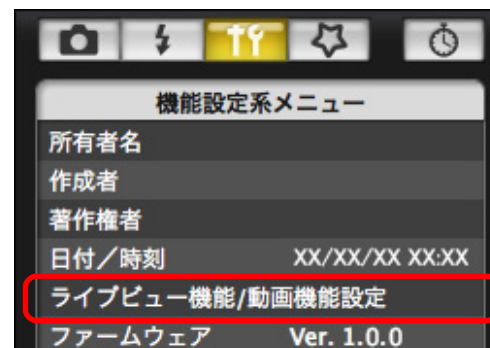 機能設定系メニュー
所有者名
作成者
著作権者
日付／時刻 XX/XX/XX XX:XX
ライブビュー機能/動画機能設定
ファームウェア Ver. 1.0.0